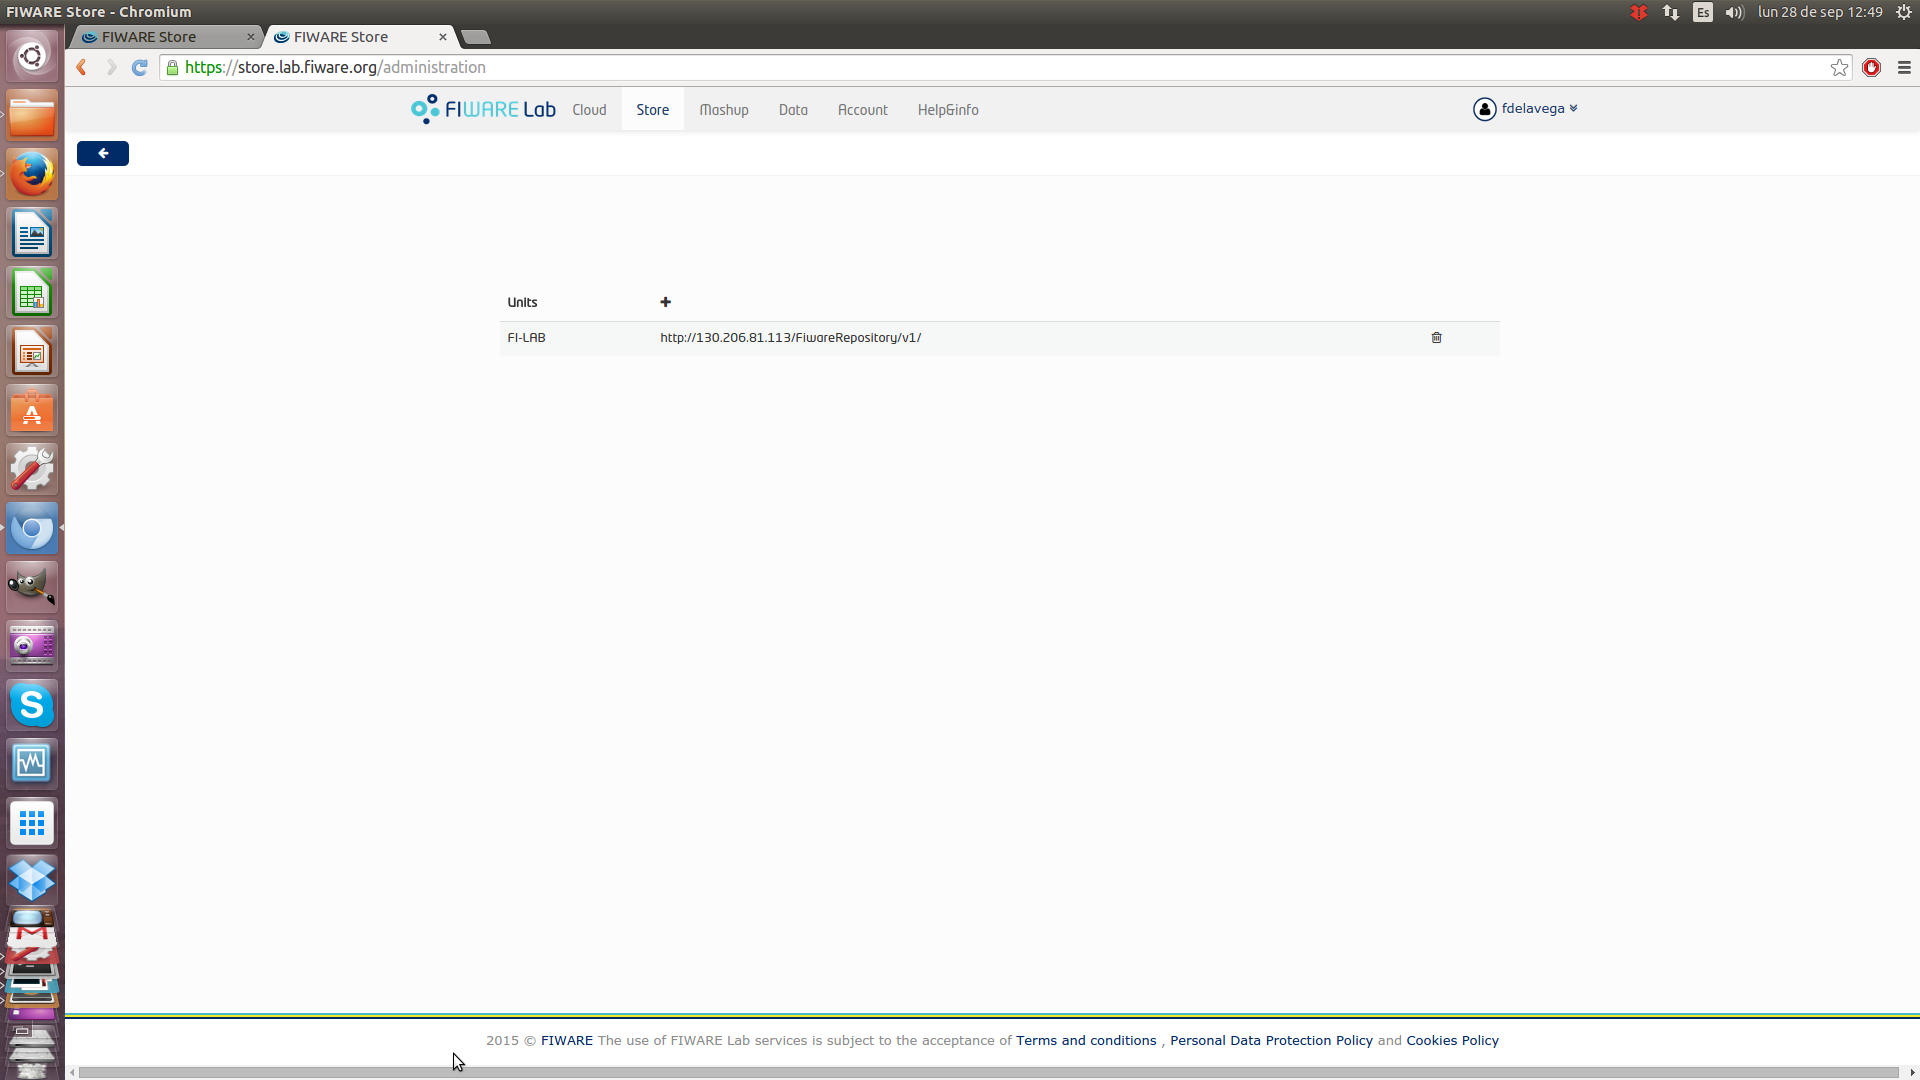 FIWARE Store - Chromium
Es
lun 28 de sep 12:49
FIWARE Store
FIWARE Store
https://store.lab.fiware.org/administration
FIWARE Lab
Cloud
Store
Mashup
Data
Account
Help&info
fdelavega
Units
FI-LAB
http://130.206.81.113/FiwareRepository/v1/
2015 © FIWARE The use of FIWARE Lab services is subject to the acceptance of Terms and conditions , Personal Data Protection Policy and Cookies Policy